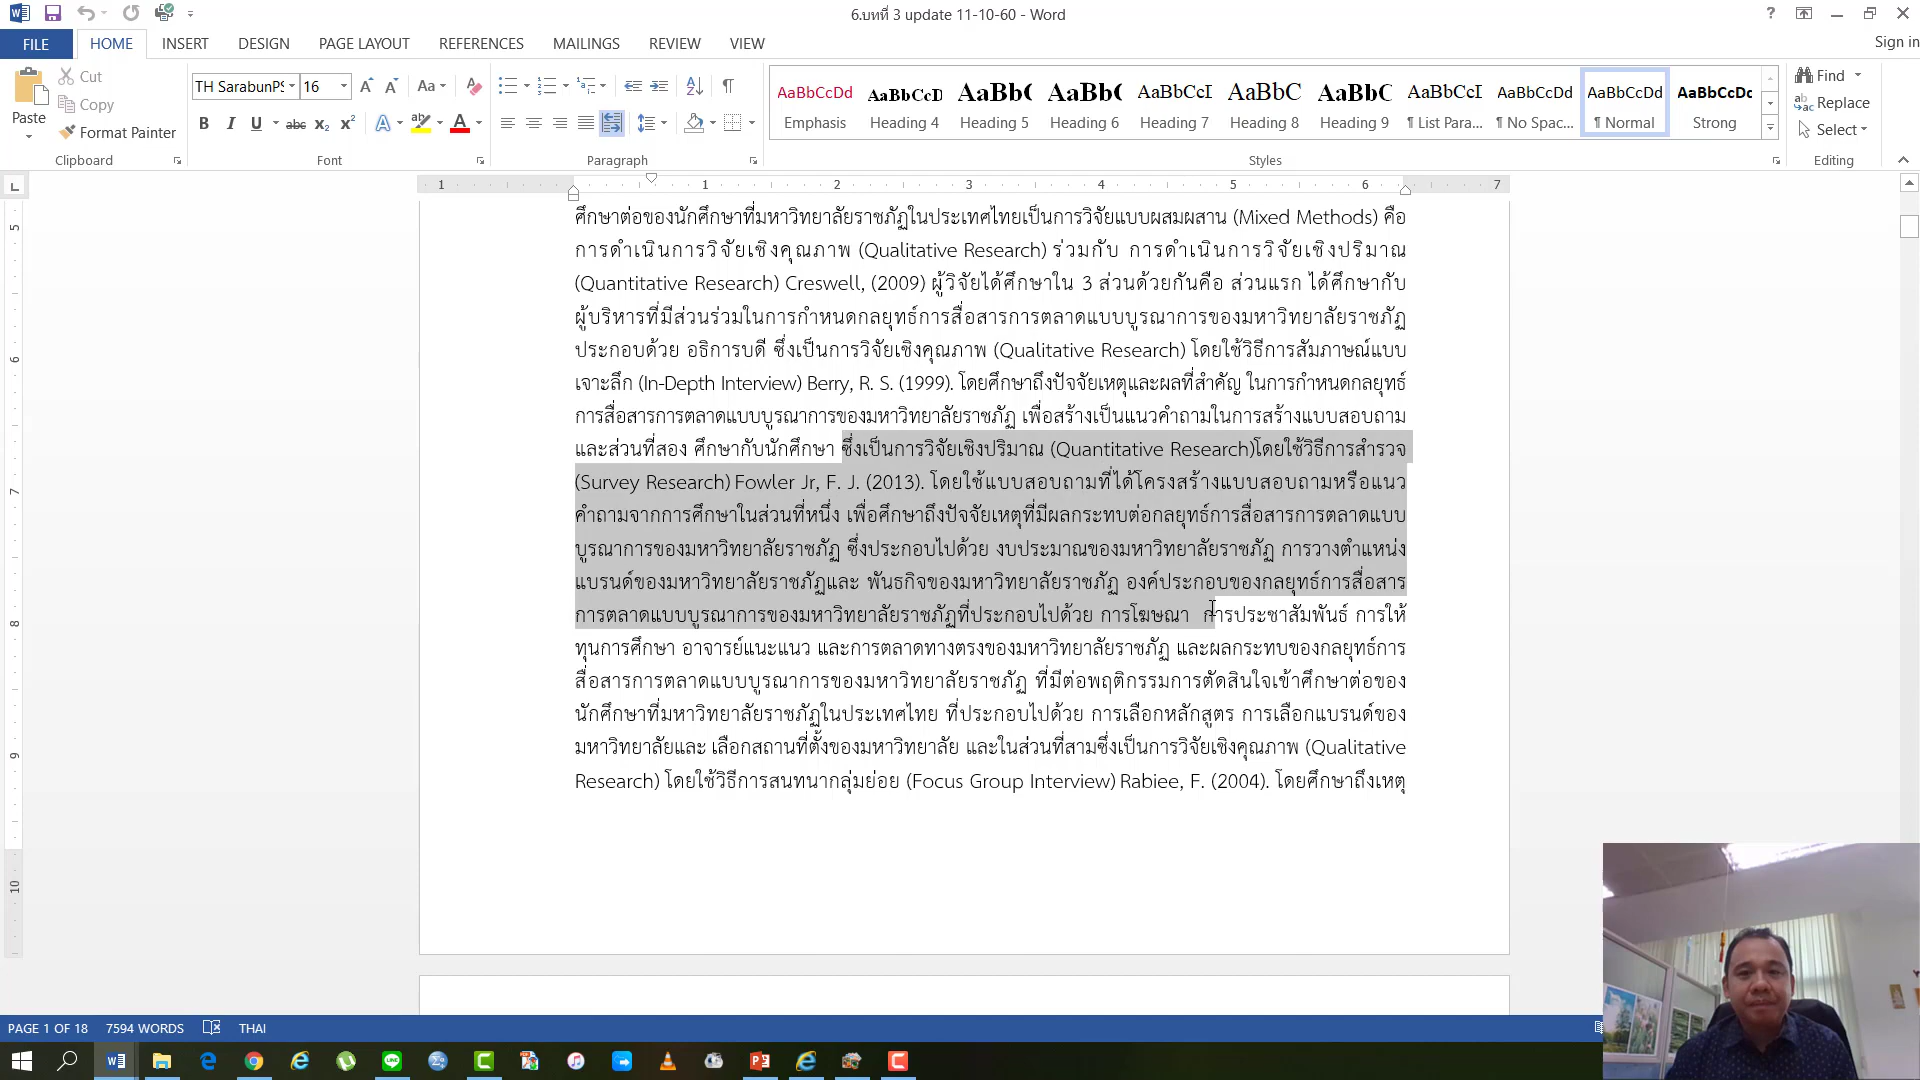 6.บทที่ 3 update 11-10-60 - Word
FILE HOME INSERT DESIGN PAGE LAYOUT REFERENCES MAILINGS REVIEW VIEW Sign in
Paste Cut Copy Format Painter
TH SarabunPS 16
AaBbCcDd AaBbCcD AaBb( AaBb( AaBbCcI AaBbC AaBbC AaBbCcI AaBbCcDd AaBbCcDd AaBbCcDc
Emphasis Heading 4 Heading 5 Heading 6 Heading 7 Heading 8 Heading 9 ¶ List Para... ¶ No Spac... ¶ Normal Strong
Find Replace Select
Clipboard Font Paragraph Styles Editing
1 1 2 3 4 5 6 7
5
6
7
8
9
10
ศึกษาต่อของนักศึกษาที่มหาวิทยาลัยราชภัฏในประเทศไทยเป็นการวิจัยแบบผสมผสาน (Mixed Methods) คือ
การดำเนินการวิจัยเชิงคุณภาพ (Qualitative Research) ร่วมกับ การดำเนินการวิจัยเชิงปริมาณ
(Quantitative Research) Creswell, (2009) ผู้วิจัยได้ศึกษาใน 3 ส่วนด้วยกันคือ ส่วนแรก ได้ศึกษากับ
ผู้บริหารที่มีส่วนร่วมในการกำหนดกลยุทธ์การสื่อสารการตลาดแบบบูรณาการของมหาวิทยาลัยราชภัฏ
ประกอบด้วย อธิการบดี ซึ่งเป็นการวิจัยเชิงคุณภาพ (Qualitative Research) โดยใช้วิธีการสัมภาษณ์แบบ
เจาะลึก (In-Depth Interview) Berry, R. S. (1999). โดยศึกษาถึงปัจจัยเหตุและผลที่สำคัญ ในการกำหนดกลยุทธ์
การสื่อสารการตลาดแบบบูรณาการของมหาวิทยาลัยราชภัฏ เพื่อสร้างเป็นแนวคำถามในการสร้างแบบสอบถาม
และส่วนที่สอง ศึกษากับนักศึกษา ซึ่งเป็นการวิจัยเชิงปริมาณ (Quantitative Research)โดยใช้วิธีการสำรวจ
(Survey Research) Fowler Jr, F. J. (2013). โดยใช้แบบสอบถามที่ได้โครงสร้างแบบสอบถามหรือแนว
คำถามจากการศึกษาในส่วนที่หนึ่ง เพื่อศึกษาถึงปัจจัยเหตุที่มีผลกระทบต่อกลยุทธ์การสื่อสารการตลาดแบบ
บูรณาการของมหาวิทยาลัยราชภัฏ ซึ่งประกอบไปด้วย งบประมาณของมหาวิทยาลัยราชภัฏ การวางตำแหน่ง
แบรนด์ของมหาวิทยาลัยราชภัฏและ พันธกิจของมหาวิทยาลัยราชภัฏ องค์ประกอบของกลยุทธ์การสื่อสาร
การตลาดแบบบูรณาการของมหาวิทยาลัยราชภัฏที่ประกอบไปด้วย การโฆษณา การประชาสัมพันธ์ การให้
ทุนการศึกษา อาจารย์แนะแนว และการตลาดทางตรงของมหาวิทยาลัยราชภัฏ และผลกระทบของกลยุทธ์การ
สื่อสารการตลาดแบบบูรณาการของมหาวิทยาลัยราชภัฏ ที่มีต่อพฤติกรรมการตัดสินใจเข้าศึกษาต่อของ
นักศึกษาที่มหาวิทยาลัยราชภัฏในประเทศไทย ที่ประกอบไปด้วย การเลือกหลักสูตร การเลือกแบรนด์ของ
มหาวิทยาลัยและ เลือกสถานที่ตั้งของมหาวิทยาลัย และในส่วนที่สามซึ่งเป็นการวิจัยเชิงคุณภาพ (Qualitative
Research) โดยใช้วิธีการสนทนากลุ่มย่อย (Focus Group Interview) Rabiee, F. (2004). โดยศึกษาถึงเหตุ
PAGE 1 OF 18 7594 WORDS THAI